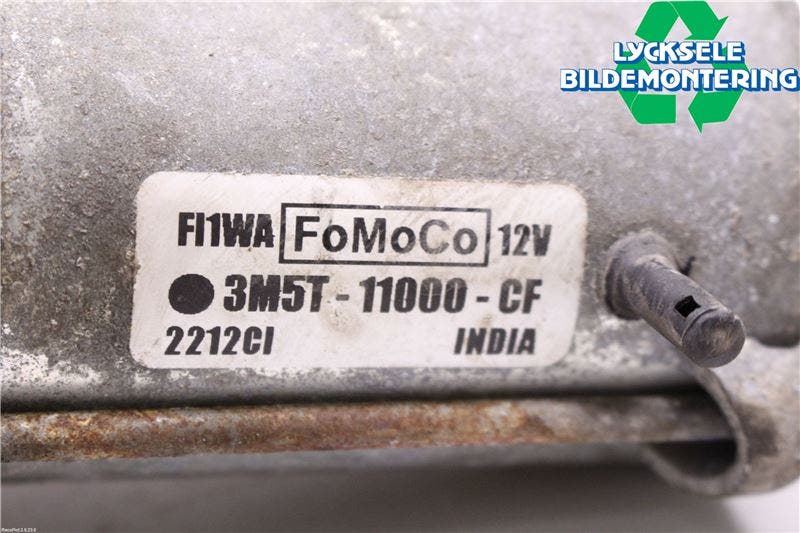 LYCKSELE
BILDEMONTERING
FI1WA FoMoCo 12V
3M5T-11000-CF
2212CI INDIA